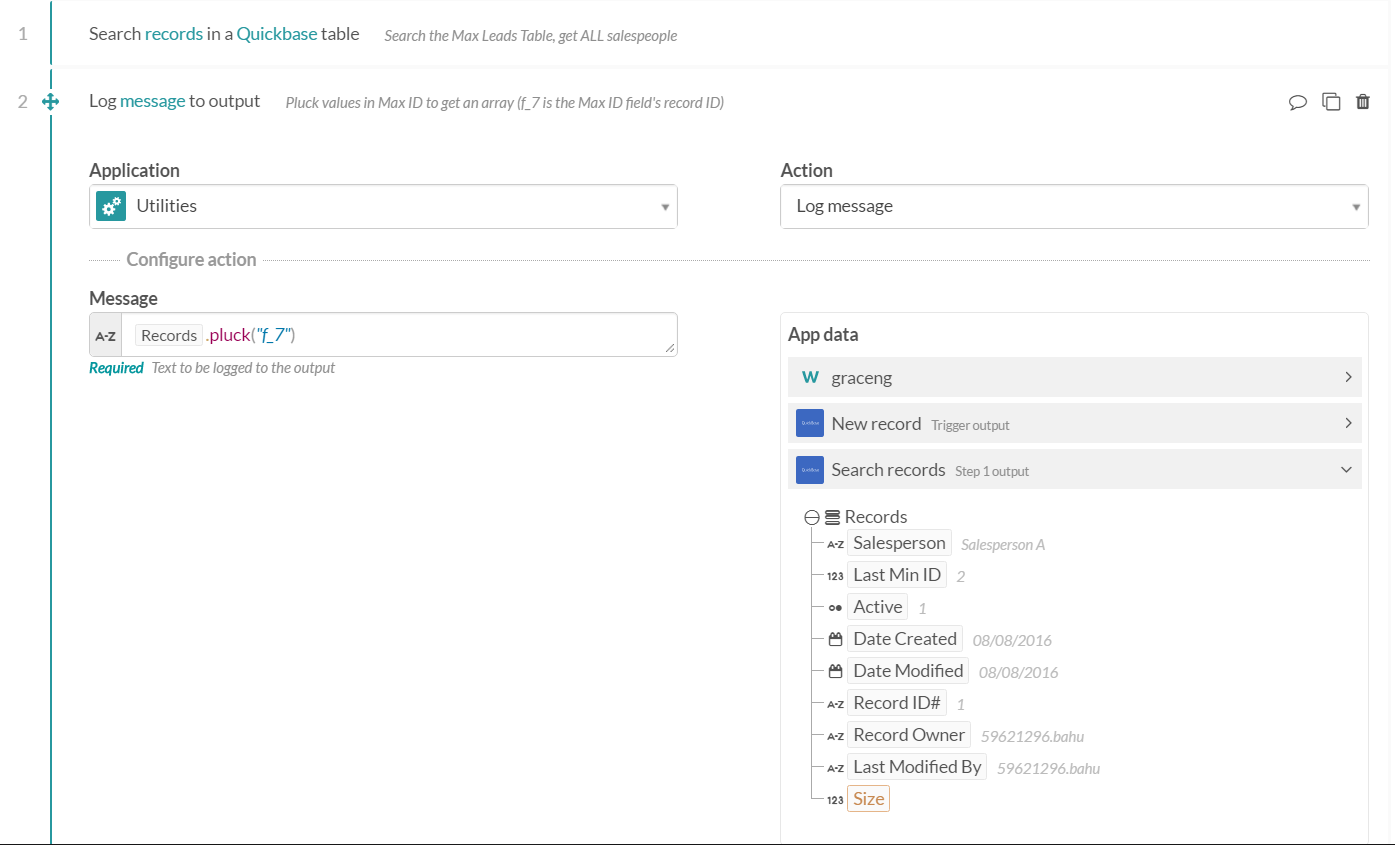 1 Search records in a Quickbase table Search the Max Leads Table, get ALL salespeople
2 Log message to output Pluck values in Max ID to get an array (f_7 is the Max ID field's record ID)
Application Action
Utilities Log message
Configure action
Message
A-Z Records .pluck("f_7")
Required Text to be logged to the output
App data
W graceng
New record Trigger output
Search records Step 1 output
Records
A-Z Salesperson Salesperson A
123 Last Min ID 2
Active 1
Date Created 08/08/2016
Date Modified 08/08/2016
A-Z Record ID# 1
A-Z Record Owner 59621296.bahu
A-Z Last Modified By 59621296.bahu
123 Size